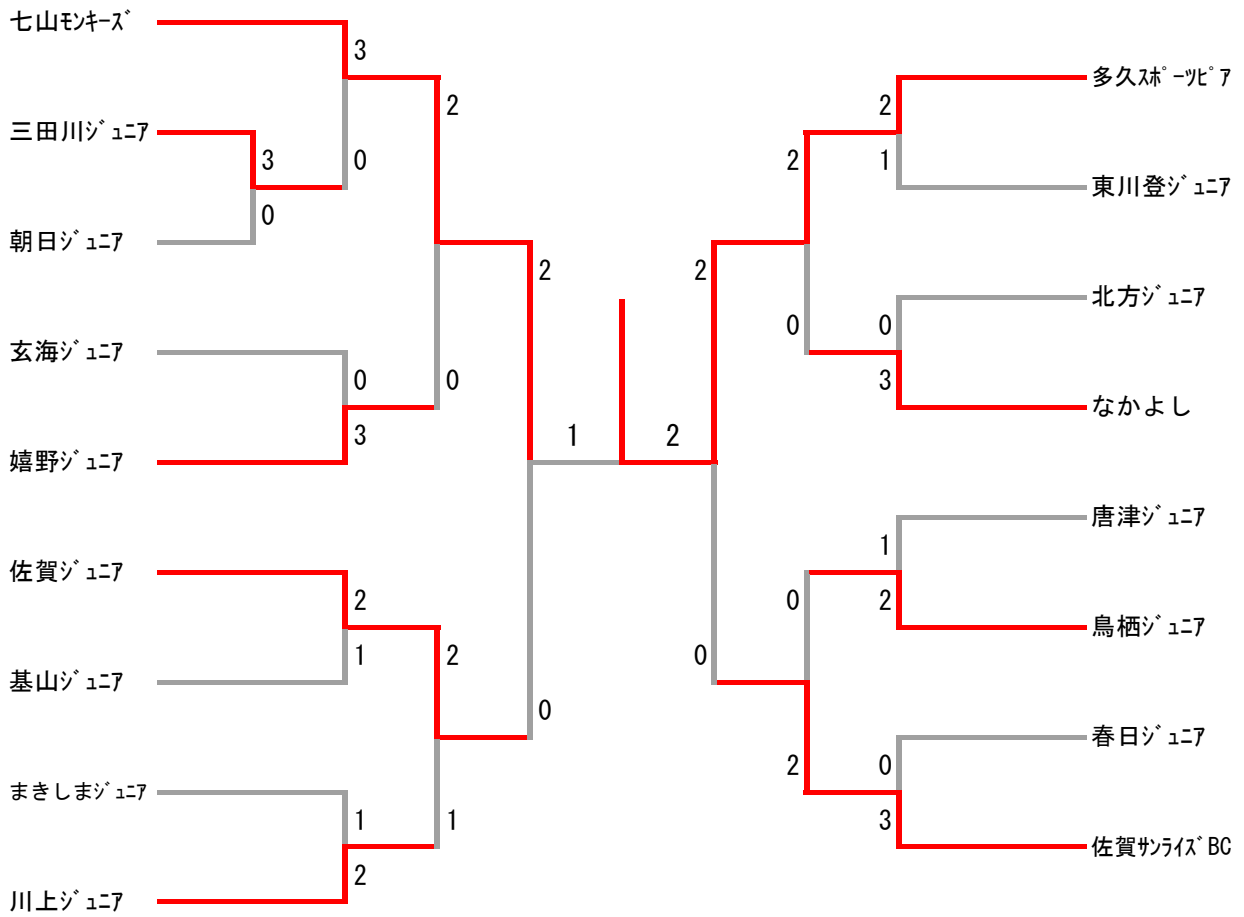 七山ﾓﾝｷｰｽﾞ
3
2
三田川ｼﾞｭﾆｱ
3
0
0
朝日ｼﾞｭﾆｱ
2
玄海ｼﾞｭﾆｱ
0
0
3
嬉野ｼﾞｭﾆｱ
1
佐賀ｼﾞｭﾆｱ
2
1
2
基山ｼﾞｭﾆｱ
0
まきしまｼﾞｭﾆｱ
1
1
2
川上ｼﾞｭﾆｱ
多久ｽﾎﾟｰﾂﾋﾟｱ
2
2
1
東川登ｼﾞｭﾆｱ
2
北方ｼﾞｭﾆｱ
0
0
3
なかよし
2
唐津ｼﾞｭﾆｱ
1
0
2
鳥栖ｼﾞｭﾆｱ
0
春日ｼﾞｭﾆｱ
2
0
3
佐賀ｻﾝﾗｲｽﾞBC